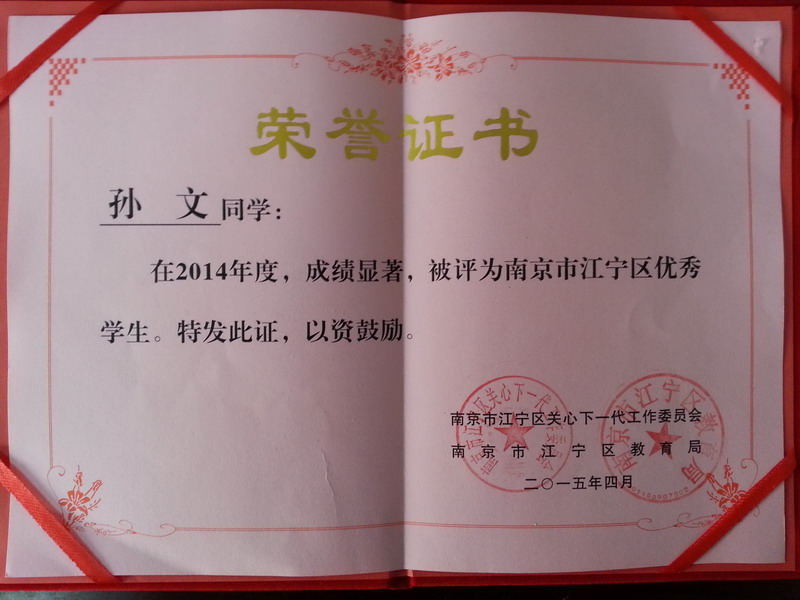 荣誉证书
孙 文同学：
在2014年度，成绩显著，被评为南京市江宁区优秀
学生。特发此证，以资鼓励。
南京市江宁区关心下一代工作委员会
南京市江宁区教育局
二〇一五年四月